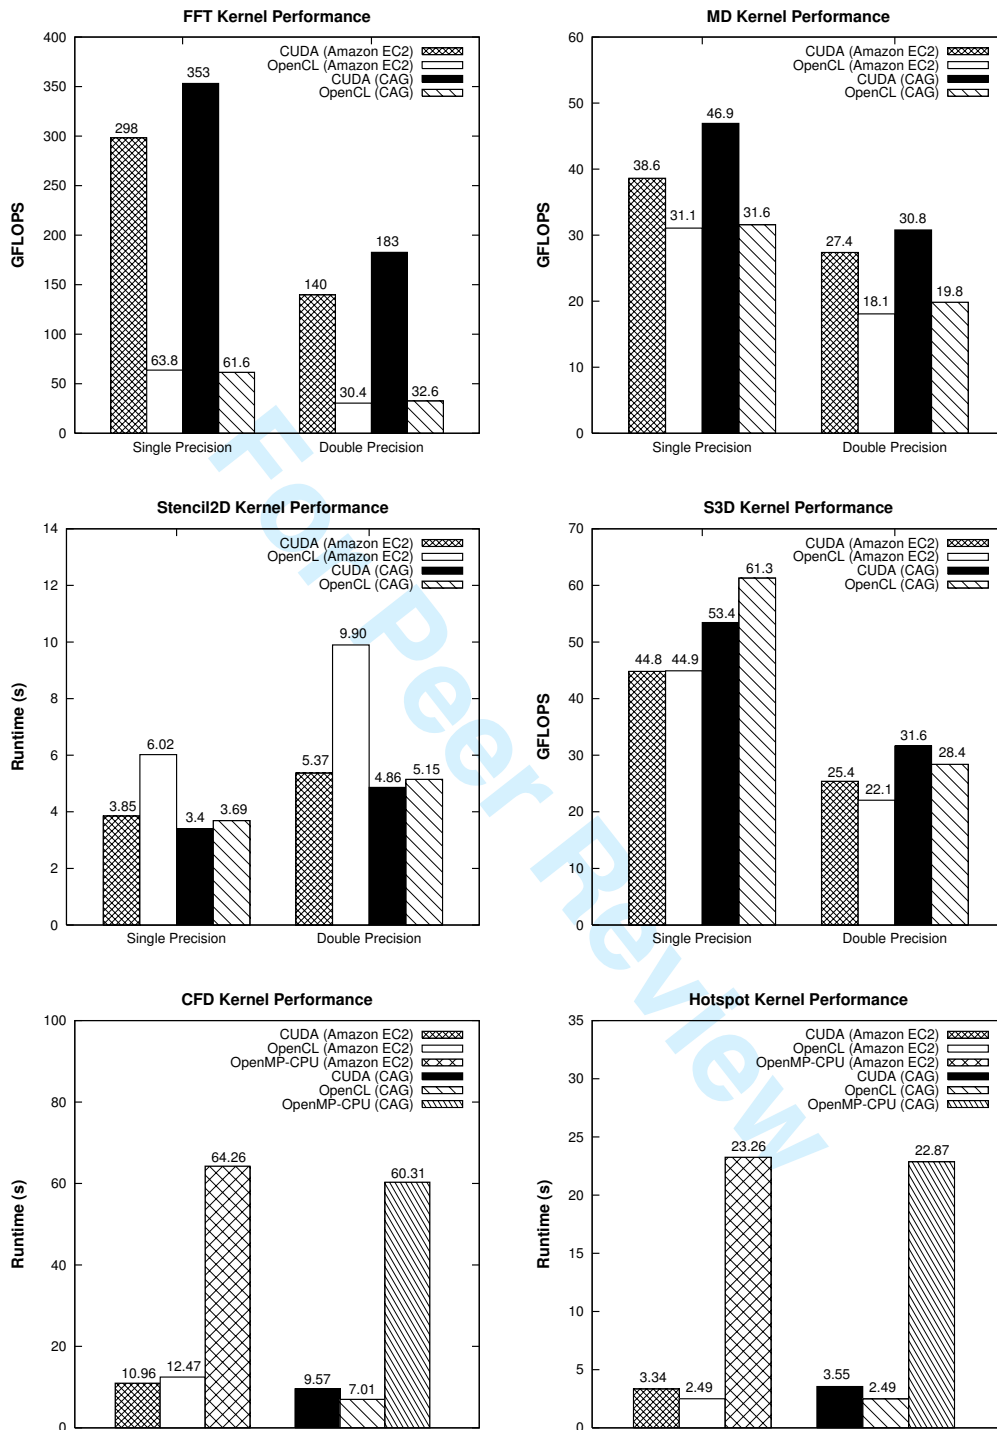 FFT Kernel Performance
400
350
300
250
200
150
100
50
0
GFLOPS
CUDA (Amazon EC2)
OpenCL (Amazon EC2)
CUDA (CAG)
OpenCL (CAG)
298
63.8
353
61.6
140
30.4
183
32.6
Single Precision
Double Precision
MD Kernel Performance
60
50
40
30
20
10
0
GFLOPS
CUDA (Amazon EC2)
OpenCL (Amazon EC2)
CUDA (CAG)
OpenCL (CAG)
38.6
31.1
46.9
31.6
27.4
18.1
30.8
19.8
Single Precision
Double Precision
Stencil2D Kernel Performance
14
12
10
8
6
4
2
0
Runtime (s)
CUDA (Amazon EC2)
OpenCL (Amazon EC2)
CUDA (CAG)
OpenCL (CAG)
3.85
6.02
3.4
3.69
5.37
9.90
4.86
5.15
Single Precision
Double Precision
S3D Kernel Performance
70
60
50
40
30
20
10
0
GFLOPS
CUDA (Amazon EC2)
OpenCL (Amazon EC2)
CUDA (CAG)
OpenCL (CAG)
44.8
44.9
53.4
61.3
25.4
22.1
31.6
28.4
Single Precision
Double Precision
CFD Kernel Performance
100
80
60
40
20
0
Runtime (s)
CUDA (Amazon EC2)
OpenCL (Amazon EC2)
OpenMP-CPU (Amazon EC2)
CUDA (CAG)
OpenCL (CAG)
OpenMP-CPU (CAG)
10.96
12.47
64.26
9.57
7.01
60.31
Hotspot Kernel Performance
35
30
25
20
15
10
5
0
Runtime (s)
CUDA (Amazon EC2)
OpenCL (Amazon EC2)
OpenMP-CPU (Amazon EC2)
CUDA (CAG)
OpenCL (CAG)
OpenMP-CPU (CAG)
3.34
2.49
23.26
3.55
2.49
22.87
For Peer Review